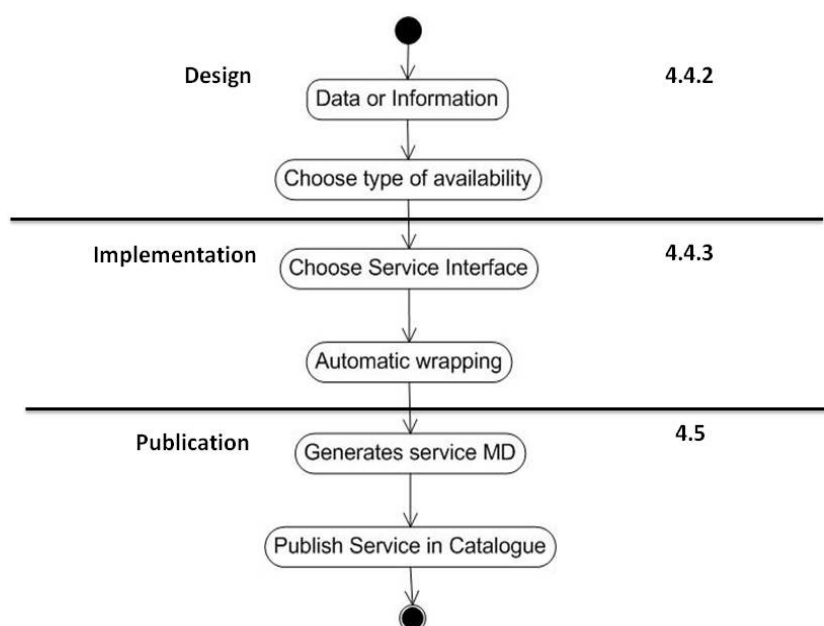 Design
4.4.2
Data or Information
Choose type of availability
Implementation
4.4.3
Choose Service Interface
Automatic wrapping
Publication
4.5
Generates service MD
Publish Service in Catalogue